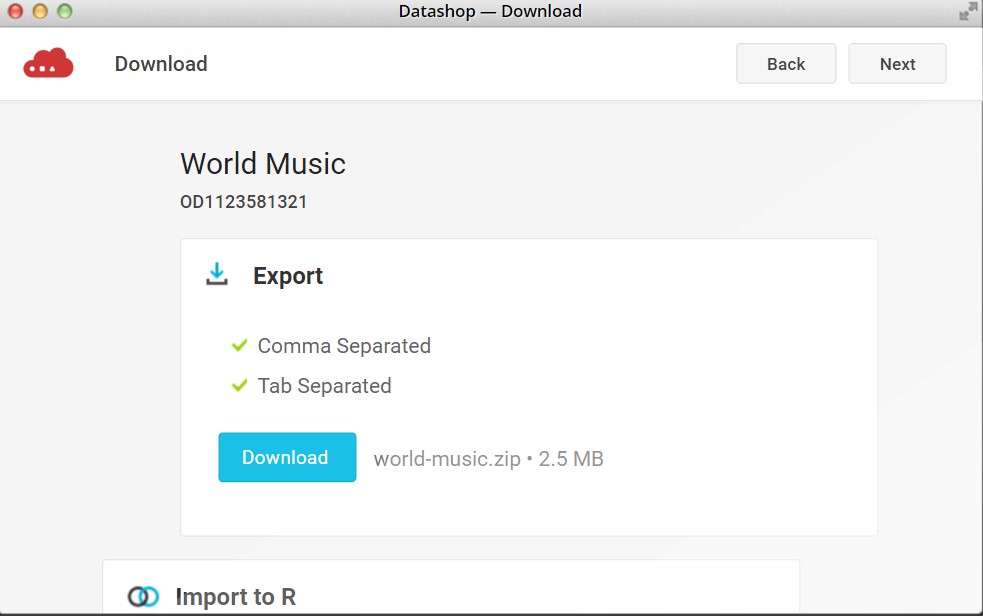 Datashop — Download
Download
Back
Next
World Music
OD1123581321
Export
Comma Separated
Tab Separated
Download
world-music.zip • 2.5 MB
Import to R